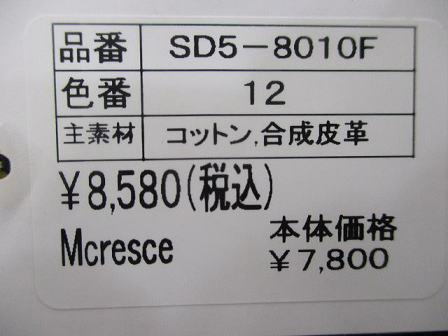 品番 SD5-8010F
色番 12
主素材 コットン,合成皮革
¥8,580(税込)
Mcresce 本体価格
¥7,800